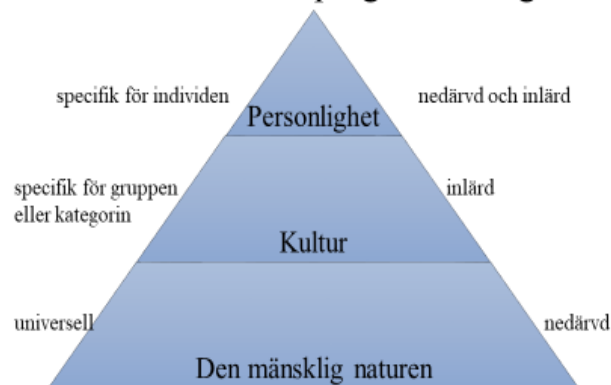 specifik för individen
Personlighet
nedärvd och inlärd
specifik för gruppen
eller kategorin
Kultur
inlärd
universell
Den mänsklig naturen
nedärvd